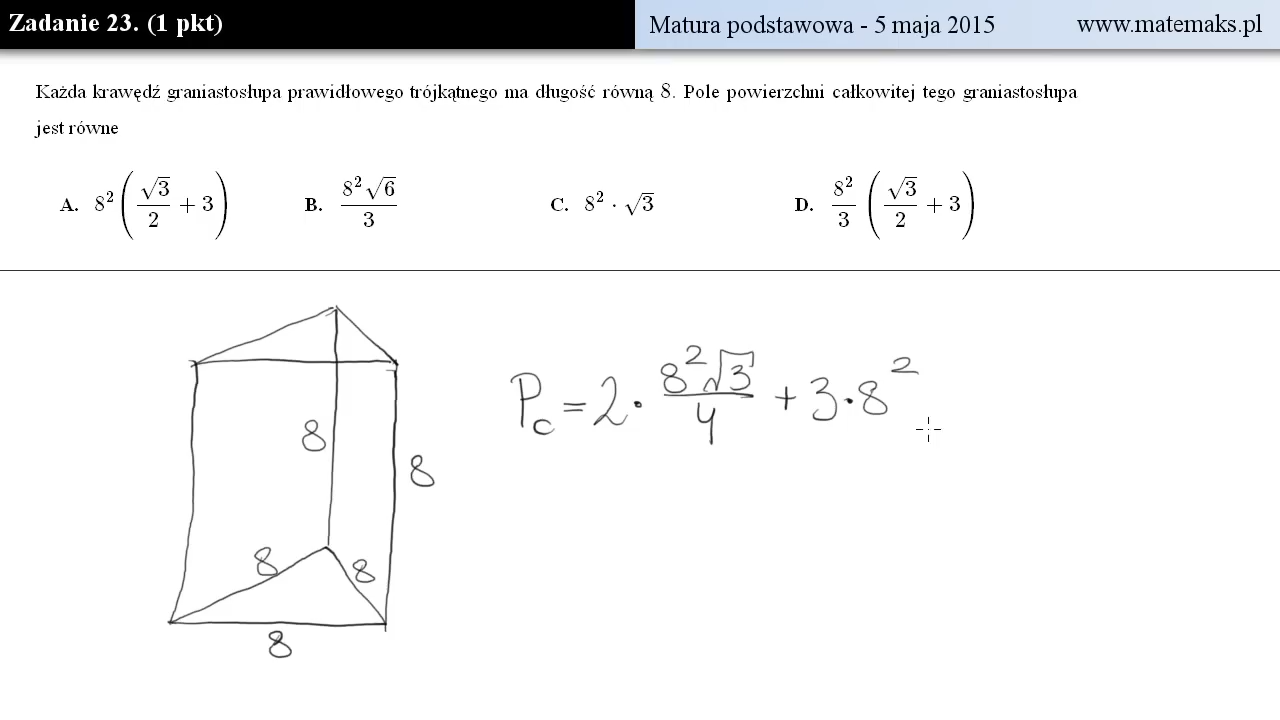 Zadanie 23. (1 pkt)
Matura podstawowa - 5 maja 2015
www.matemaks.pl
Każda krawędź graniastosłupa prawidłowego trójkątnego ma długość równą 8. Pole powierzchni całkowitej tego graniastosłupa
jest równe
A. 8²(√3/2 + 3) B. 8²√6/3 C. 8² · √3 D. 8²/3 (√3/2 + 3)
P_c = 2 · 8²√3/4 + 3 · 8²
8
8
8
8
8